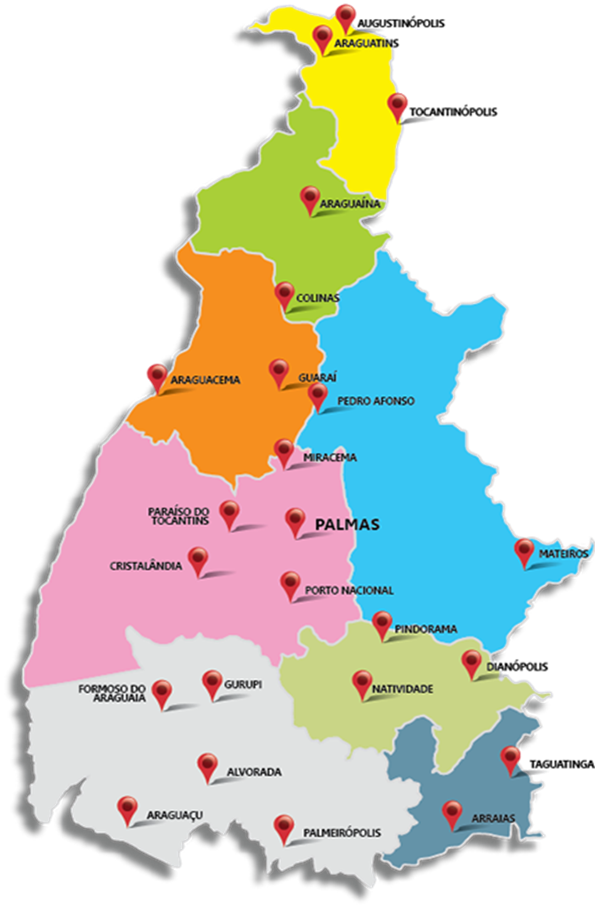 AUGUSTINÓPOLIS
ARAGUATINS
TOCANTINÓPOLIS
ARAGUAÍNA
COLINAS
ARAGUACEMA
GUARAÍ
PEDRO AFONSO
MIRACEMA
PARAÍSO DO
TOCANTINS
PALMAS
MATEIROS
CRISTALÂNDIA
PORTO NACIONAL
PINDORAMA
DIANÓPOLIS
FORMOSO DO
ARAGUAIA
GURUPI
NATIVIDADE
TAGUATINGA
ALVORADA
ARAGUAÇU
ARRAIAS
PALMEIRÓPOLIS